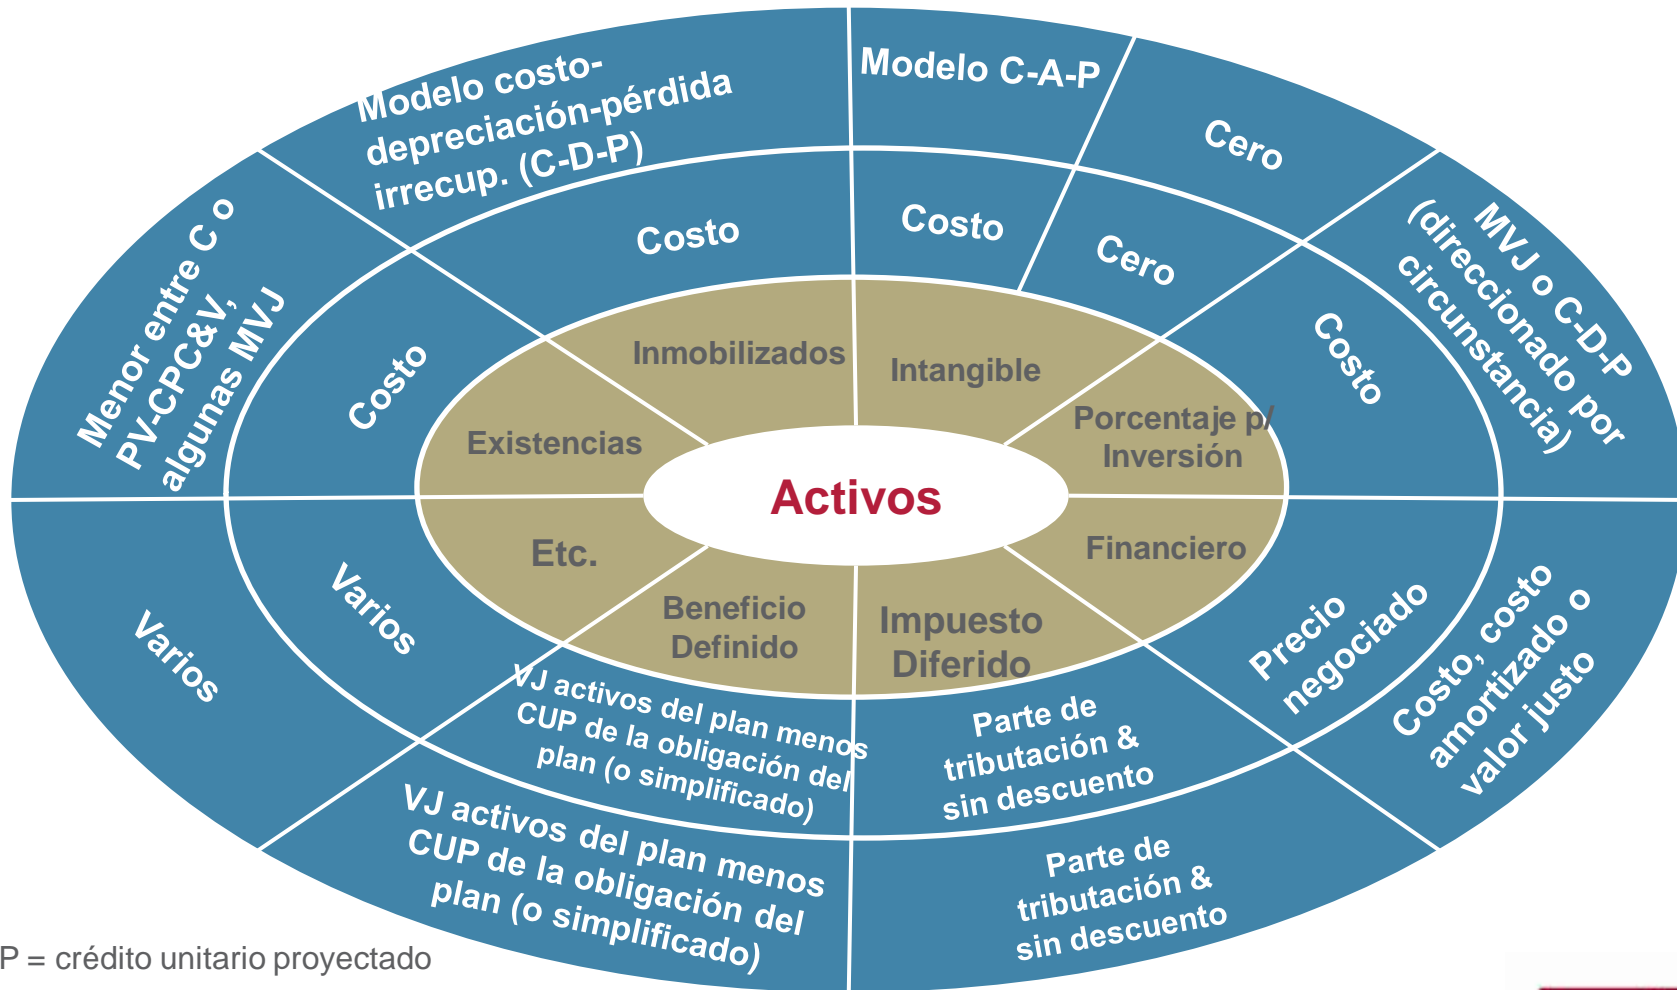 Modelo costo-
depreciación-pérdida
irrecup. (C-D-P)
Modelo C-A-P
Cero
MVJ o C-D-P
(direccionado por
circunstancia)
Menor entre C o
PV-CPC&V,
algunas MVJ
Costo
Costo
Cero
Costo
Costo
Inmobilizados
Intangible
Existencias
Porcentaje p/
Inversión
Activos
Etc.
Financiero
Beneficio
Definido
Impuesto
Diferido
Varios
Varios
Precio
negociado
Costo, costo
amortizado o
valor justo
VJ activos del plan menos
CUP de la obligación del
plan (o simplificado)
Parte de
tributación &
sin descuento
VJ activos del plan menos
CUP de la obligación del
plan (o simplificado)
Parte de
tributación &
sin descuento
P = crédito unitario proyectado